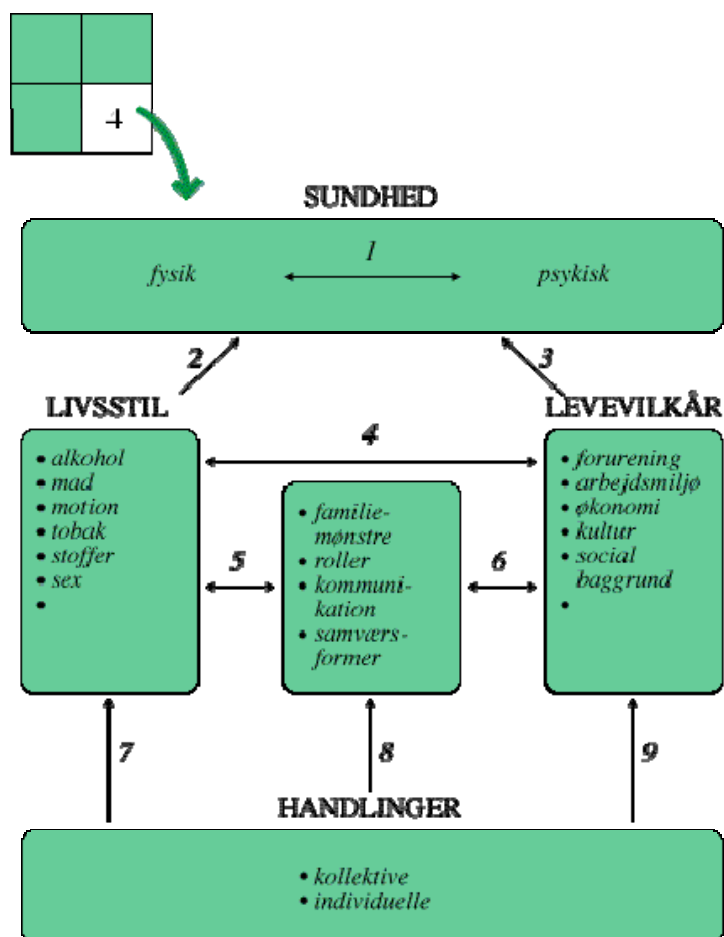 4
SUNDHED
1
fysik
psykisk
2
3
LIVSSTIL
LEVEVILKÅR
• alkohol
• mad
• motion
• tobak
• stoffer
• sex
•
4
• forurening
• arbejdsmiljø
• økonomi
• kultur
• social
baggrund
•
• familie-
mønstre
• roller
• kommuni-
kation
• samværs-
former
5
6
7
8
9
HANDLINGER
• kollektive
• individuelle